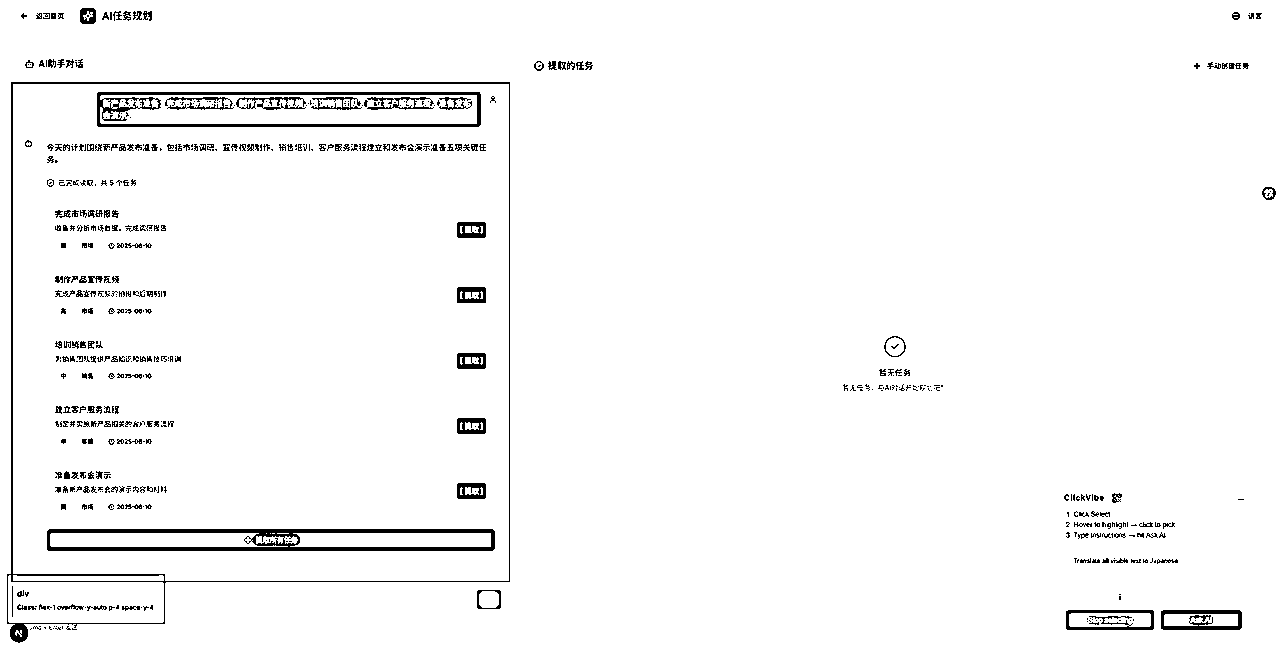 返回首页
AI任务规划
语言
AI助手对话
提取的任务
手动创建任务
新产品发布准备：完成市场调研报告，制作产品宣传视频，培训销售团队，建立客户服务流程，准备发布
会演示。
今天的计划围绕新产品发布准备，包括市场调研、宣传视频制作、销售培训、客户服务流程建立和发布会演示准备五项关键任
务。
已完成读取，共 5 个任务
完成市场调研报告
收集并分析市场数据，完成调研报告
市场 2025-08-10
【提取】
制作产品宣传视频
完成产品宣传视频的拍摄和后期制作
高 市场 2025-08-10
【提取】
培训销售团队
为销售团队提供产品知识和销售技巧培训
中 销售 2025-08-10
【提取】
建立客户服务流程
制定并实施新产品相关的客户服务流程
2025-08-10
【提取】
准备发布会演示
准备新产品发布会的演示内容和材料
市场 2025-08-10
【提取】
提取所有任务
暂无任务
ClickVibe
1 Click Select
2 Hover to highlight → click to pick
3 Type instructions → hit Ask AI
Translate all visible text to Japanese
Stop selecting
Ask AI
div
Class: flex-1 overflow-y-auto p-4 space-y-4
N